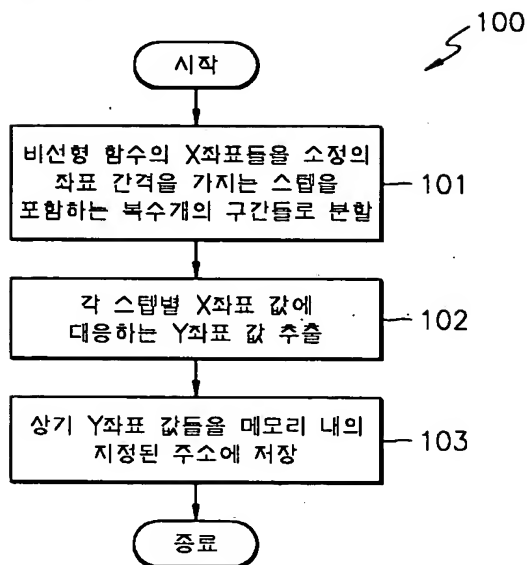 100
시작
비선형 함수의 X좌표들을 소정의
좌표 간격을 가지는 스텝을
포함하는 복수개의 구간들로 분할
101
각 스텝별 X좌표 값에
대응하는 Y좌표 값 추출
102
상기 Y좌표 값들을 메모리 내의
지정된 주소에 저장
103
종료